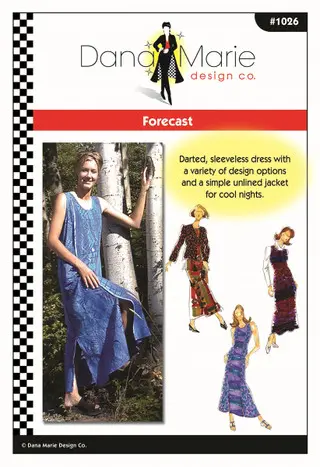 #1026
Dana Marie
design co.
Forecast
Darted, sleeveless dress with
a variety of design options
and a simple unlined jacket
for cool nights.
© Dana Marie Design Co.